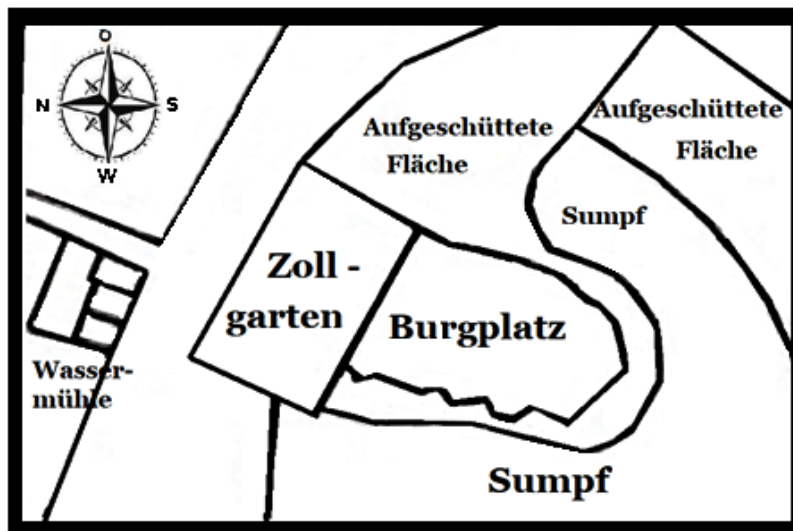 O
N
S
W
Aufgeschüttete
Fläche
Aufgeschüttete
Fläche
Sumpf
Zoll -
garten
Burgplatz
Wasser-
mühle
Sumpf